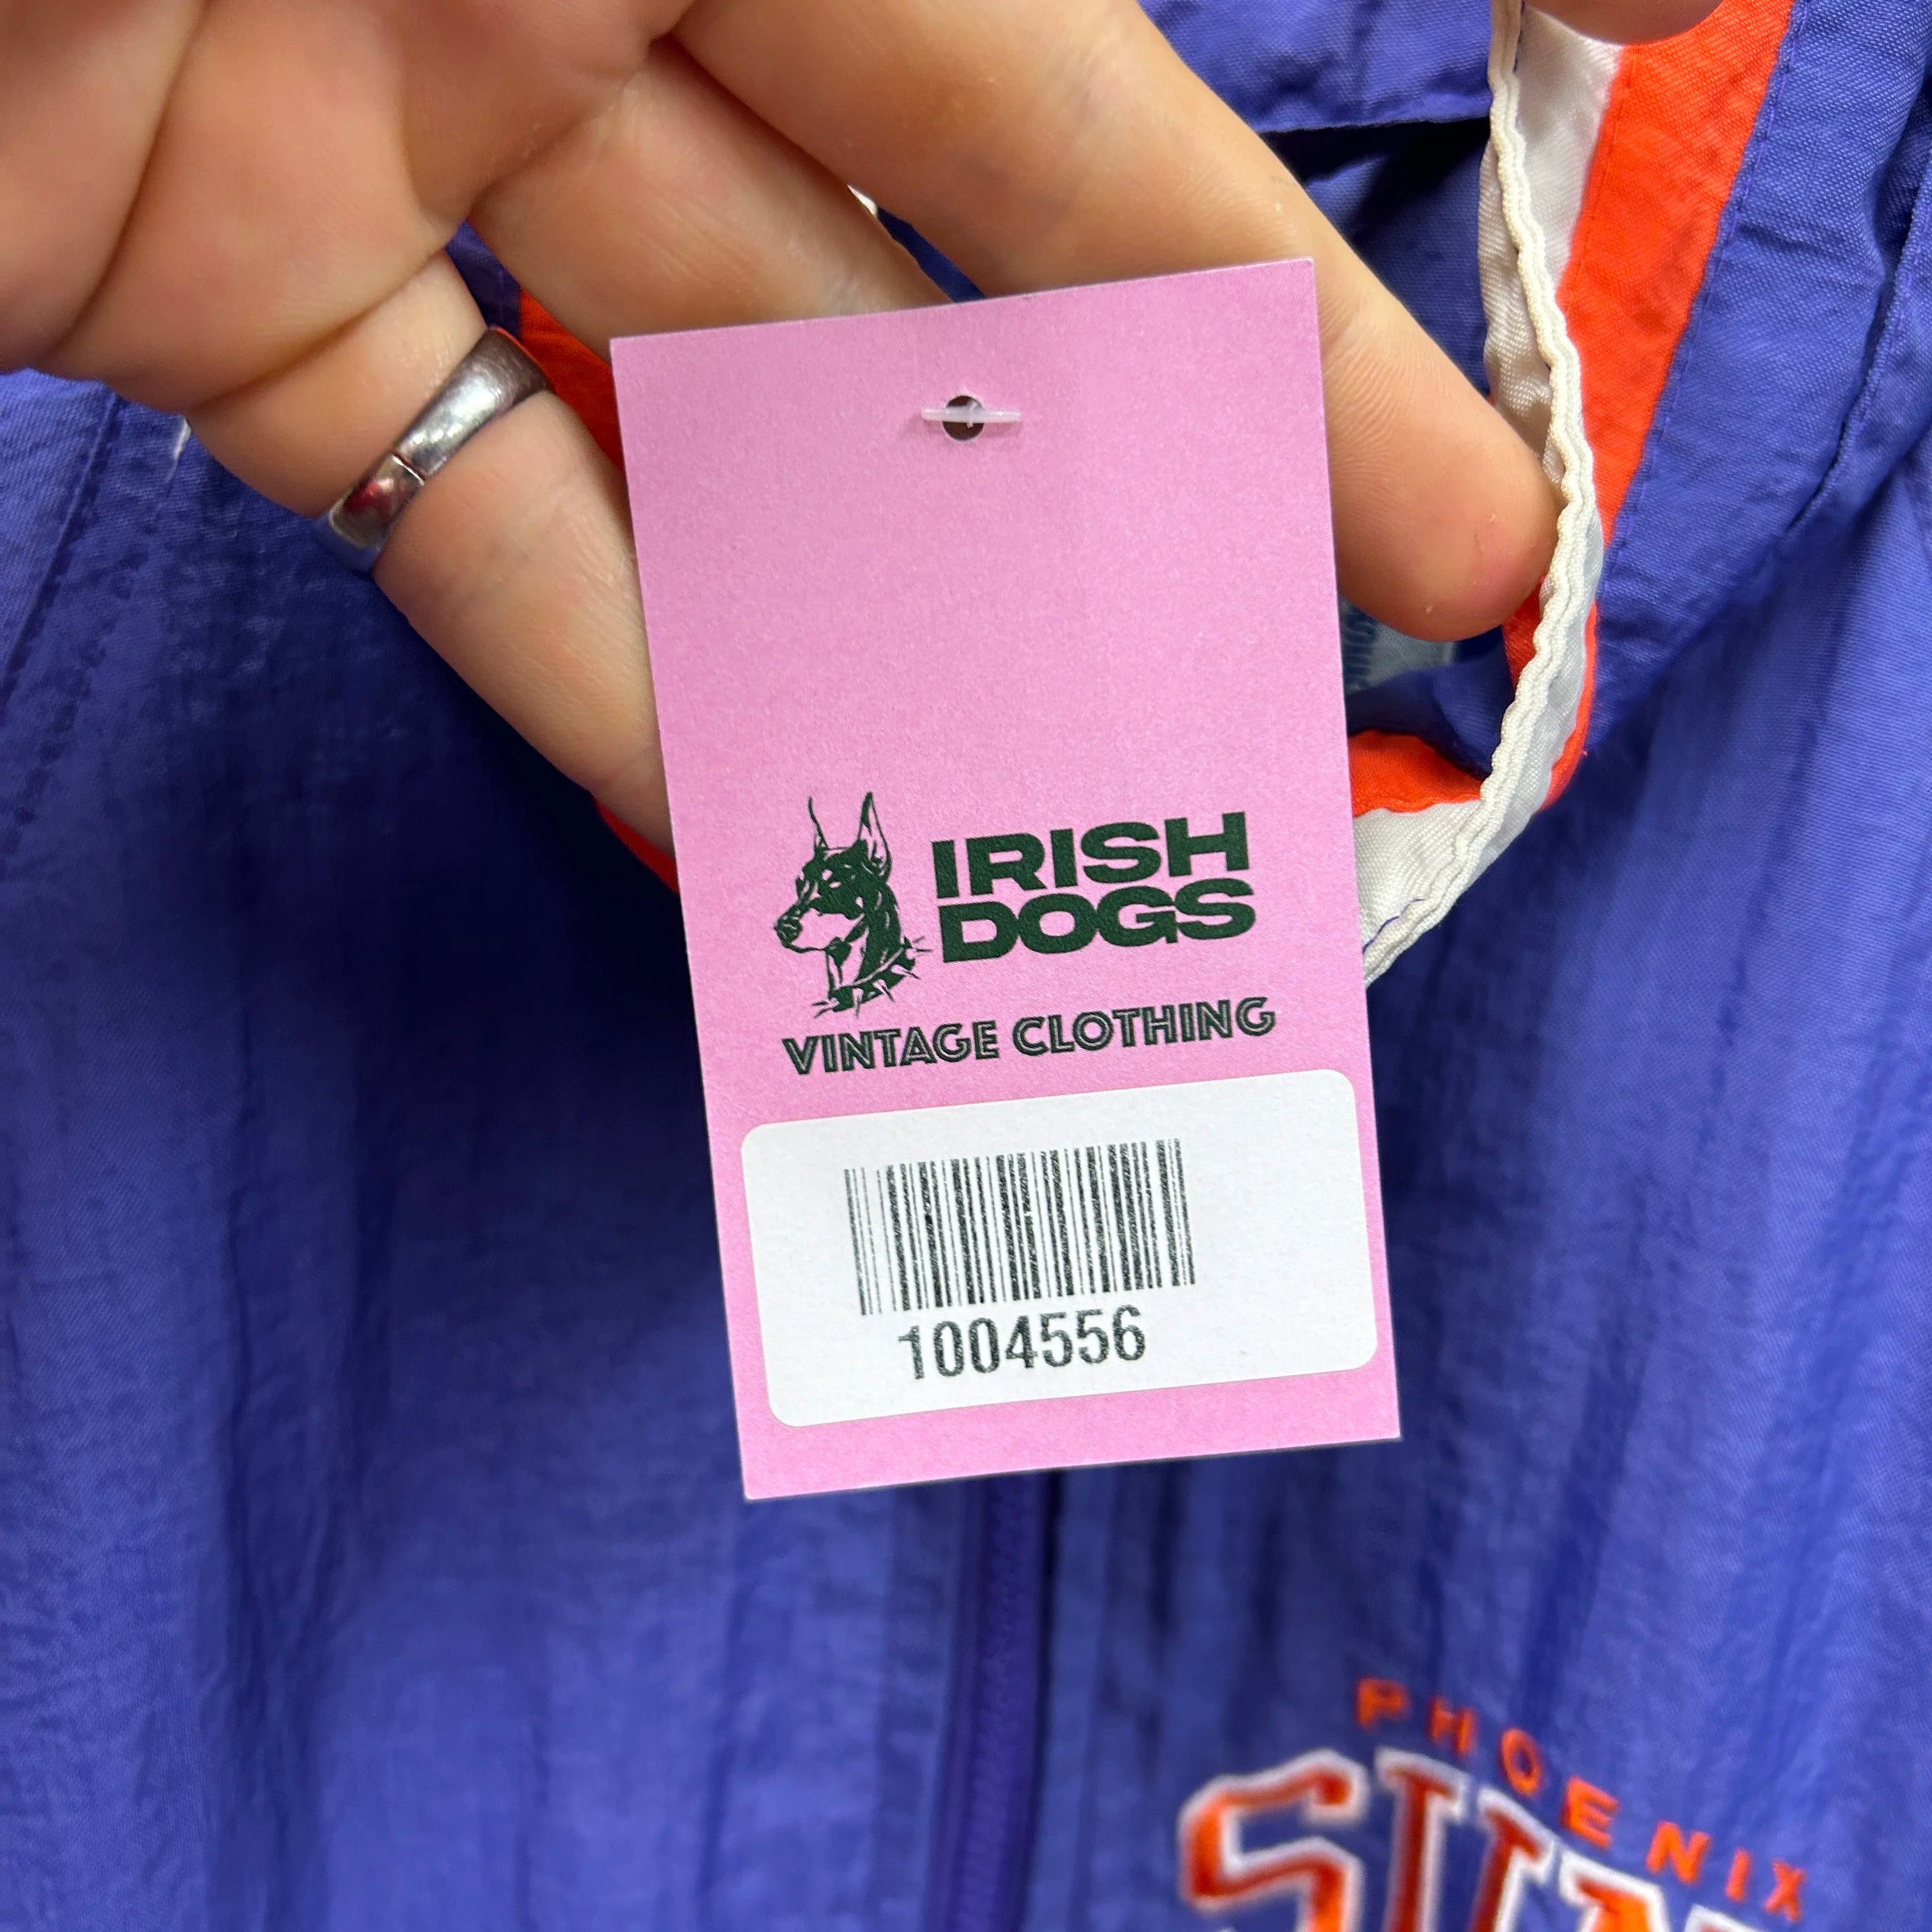 IRISH
DOGS
VINTAGE CLOTHING
1004556
PHOENIX